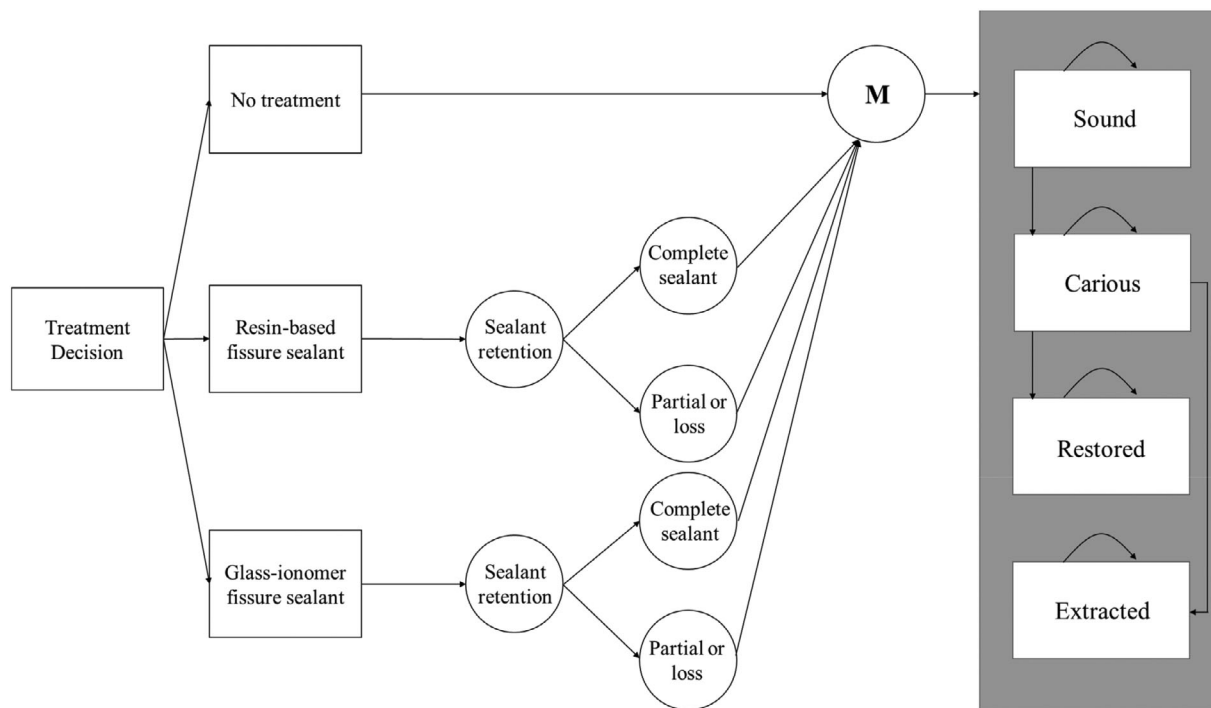 No treatment
M
Sound
Complete
sealant
Carious
Treatment
Decision
Resin-based
fissure sealant
Sealant
retention
Partial or
loss
Restored
Complete
sealant
Glass-ionomer
fissure sealant
Sealant
retention
Extracted
Partial or
loss